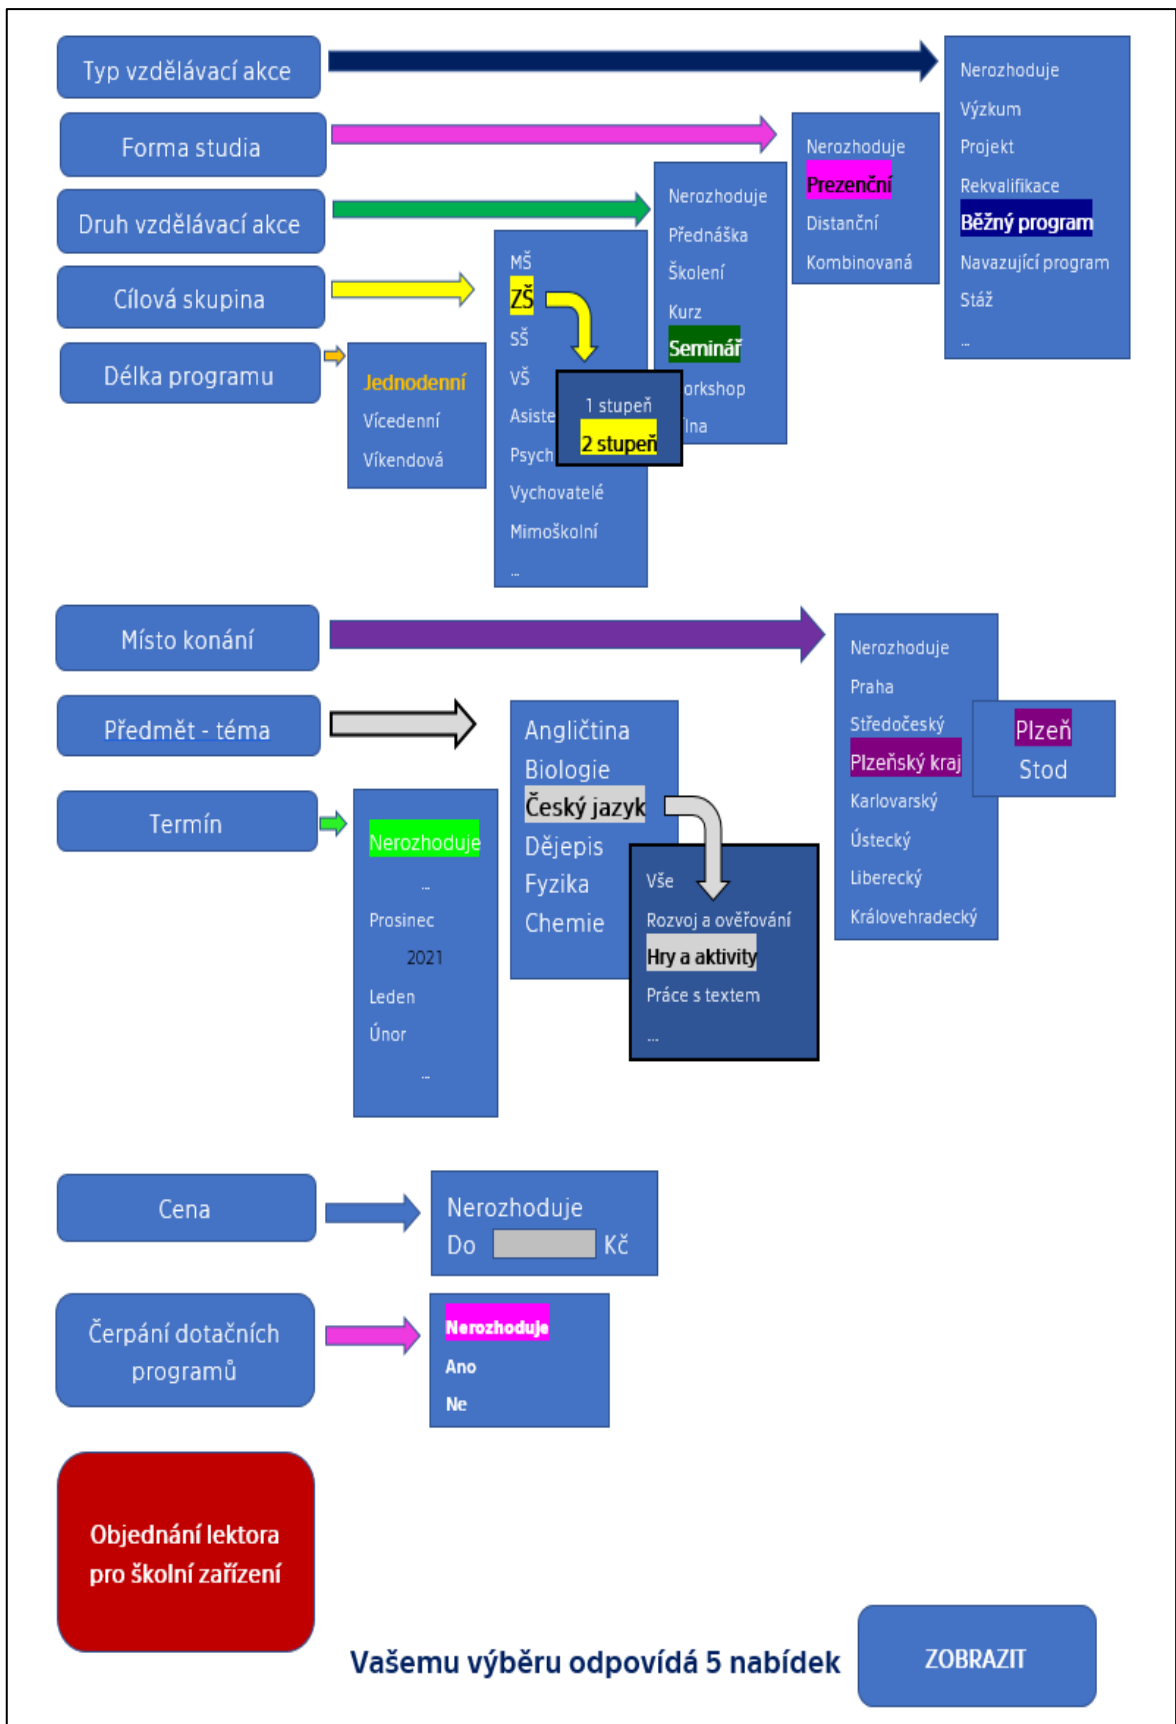 Typ vzdělávací akce
Nerozhoduje
Výzkum
Projekt
Rekvalifikace
Běžný program
Navazující program
Stáž
...
Forma studia
Nerozhoduje
Prezenční
Distanční
Kombinovaná
Druh vzdělávací akce
Nerozhoduje
Přednáška
Školení
Kurz
Seminář
orkshop
lna
Cílová skupina
MŠ
ZŠ
SŠ
VŠ
Asiste
Psych
Vychovatelé
Mimoškolní
...
1 stupeň
2 stupeň
Délka programu
Jednodenní
Vícedenní
Víkendová
Místo konání
Nerozhoduje
Praha
Středočeský
Plzeňský kraj
Karlovarský
Ústecký
Liberecký
Královehradecký
Plzeň
Stod
Předmět - téma
Angličtina
Biologie
Český jazyk
Dějepis
Fyzika
Chemie
Vše
Rozvoj a ověřování
Hry a aktivity
Práce s textem
...
Termín
Nerozhoduje
...
Prosinec
2021
Leden
Únor
...
Cena
Nerozhoduje
Do Kč
Čerpání dotačních
programů
Nerozhoduje
Ano
Ne
Objednání lektora
pro školní zařízení
Vašemu výběru odpovídá 5 nabídek
ZOBRAZIT